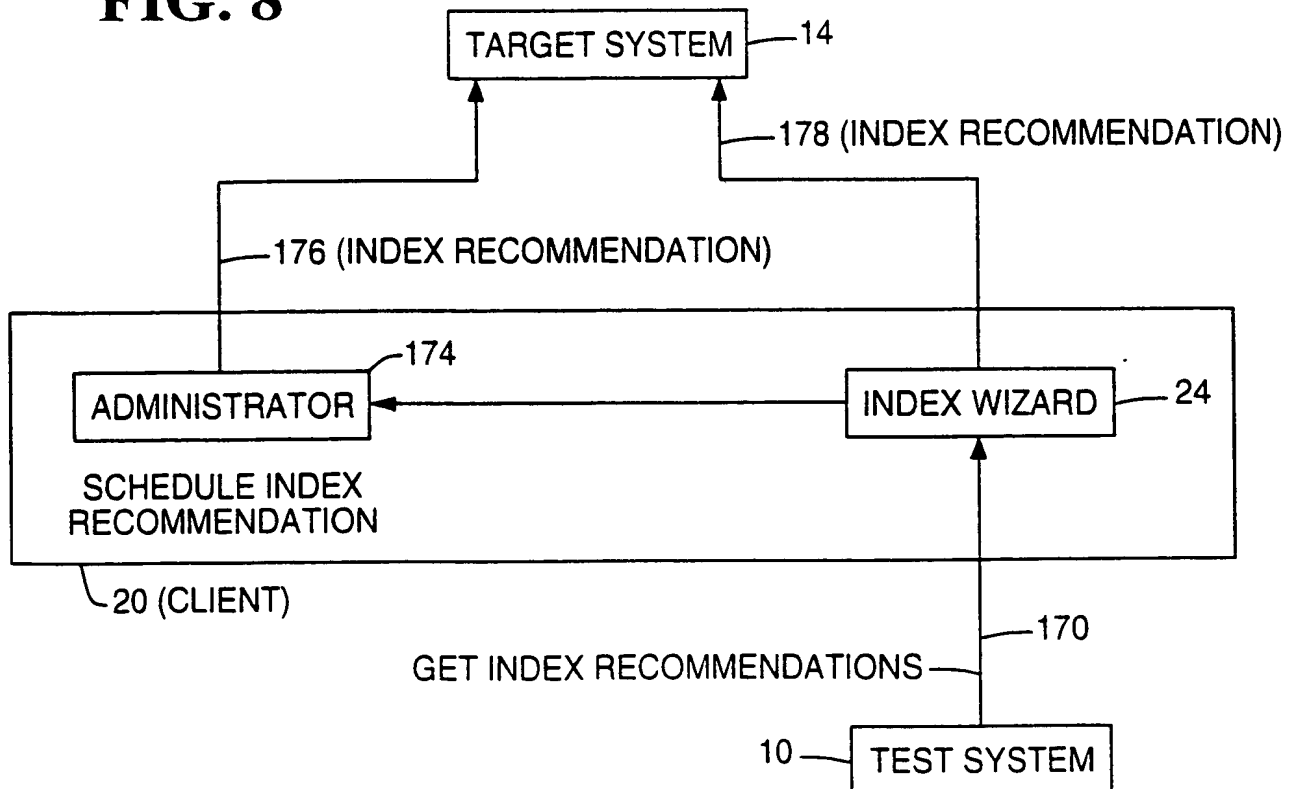 FIG. 8
TARGET SYSTEM
14
178 (INDEX RECOMMENDATION)
176 (INDEX RECOMMENDATION)
174
ADMINISTRATOR
INDEX WIZARD
24
SCHEDULE INDEX
RECOMMENDATION
20 (CLIENT)
170
GET INDEX RECOMMENDATIONS
10
TEST SYSTEM